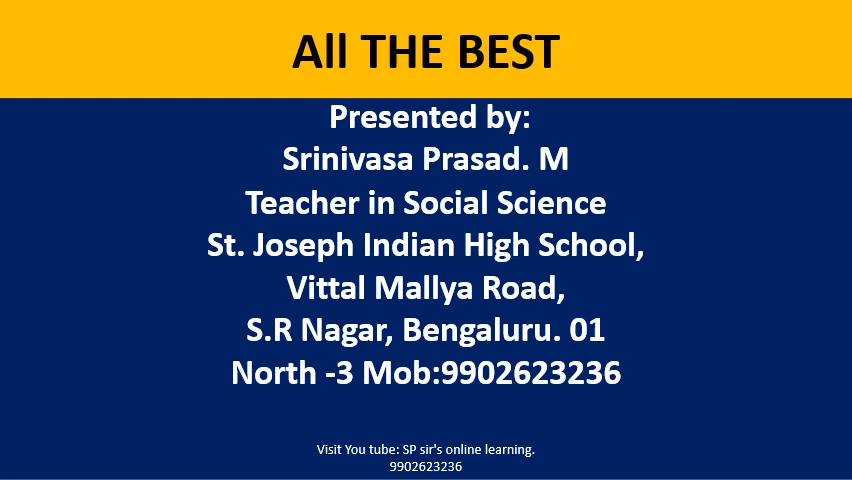 All THE BEST
Presented by:
Srinivasa Prasad. M
Teacher in Social Science
St. Joseph Indian High School,
Vittal Mallya Road,
S.R Nagar, Bengaluru. 01
North -3 Mob:9902623236
Visit You tube: SP sir's online learning.
9902623236